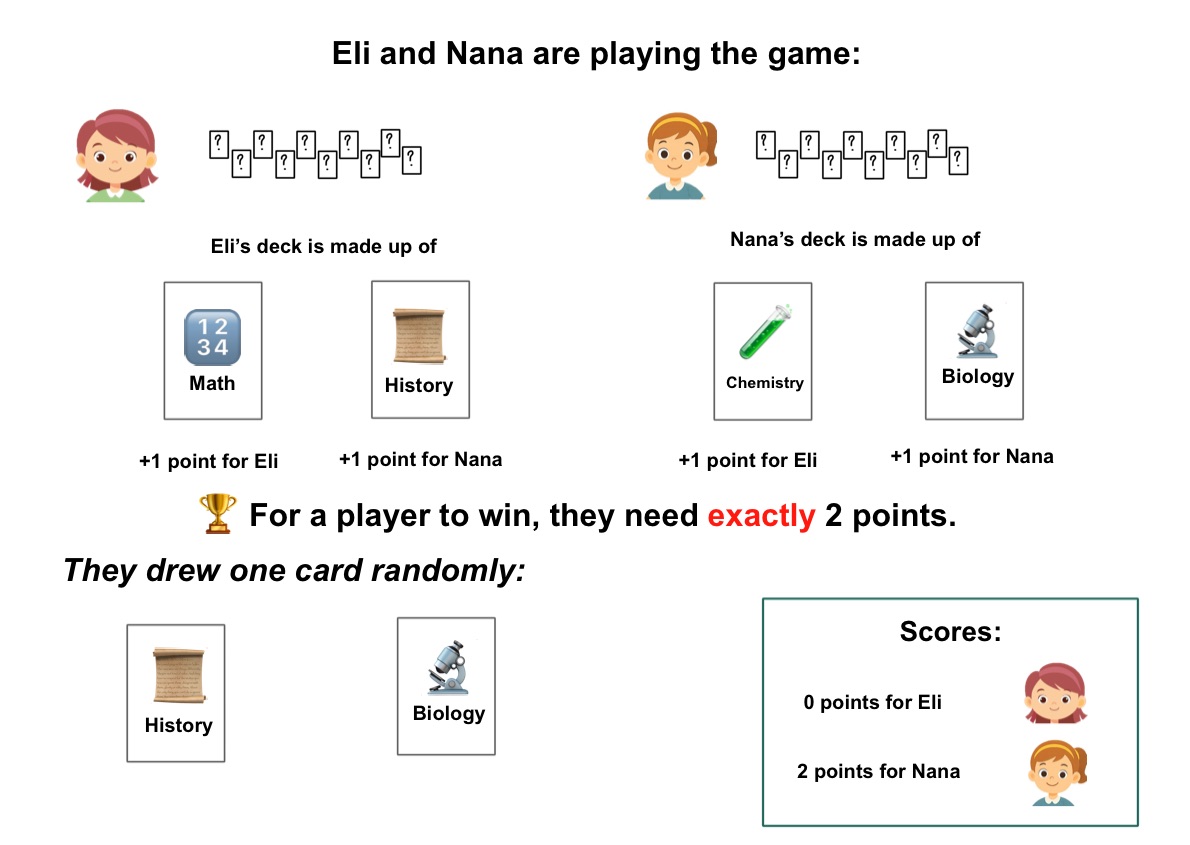 Eli and Nana are playing the game:
? ? ? ? ? ? ? ? ? ?
? ? ? ? ? ? ? ? ? ?
Eli’s deck is made up of
Nana’s deck is made up of
1 2
3 4
Math
History
Chemistry
Biology
+1 point for Eli
+1 point for Nana
+1 point for Eli
+1 point for Nana
For a player to win, they need exactly 2 points.
They drew one card randomly:
History
Biology
Scores:
0 points for Eli
2 points for Nana